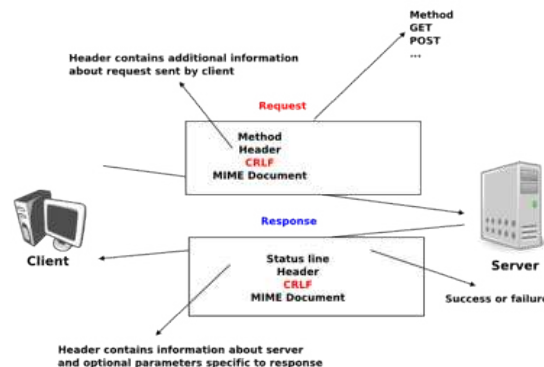 Method
GET
POST
...
Header contains additional information
about request sent by client
Request
Method
Header
CRLF
MIME Document
Response
Client
Server
Status line
Header
CRLF
MIME Document
Success or failure
Header contains information about server
and optional parameters specific to response